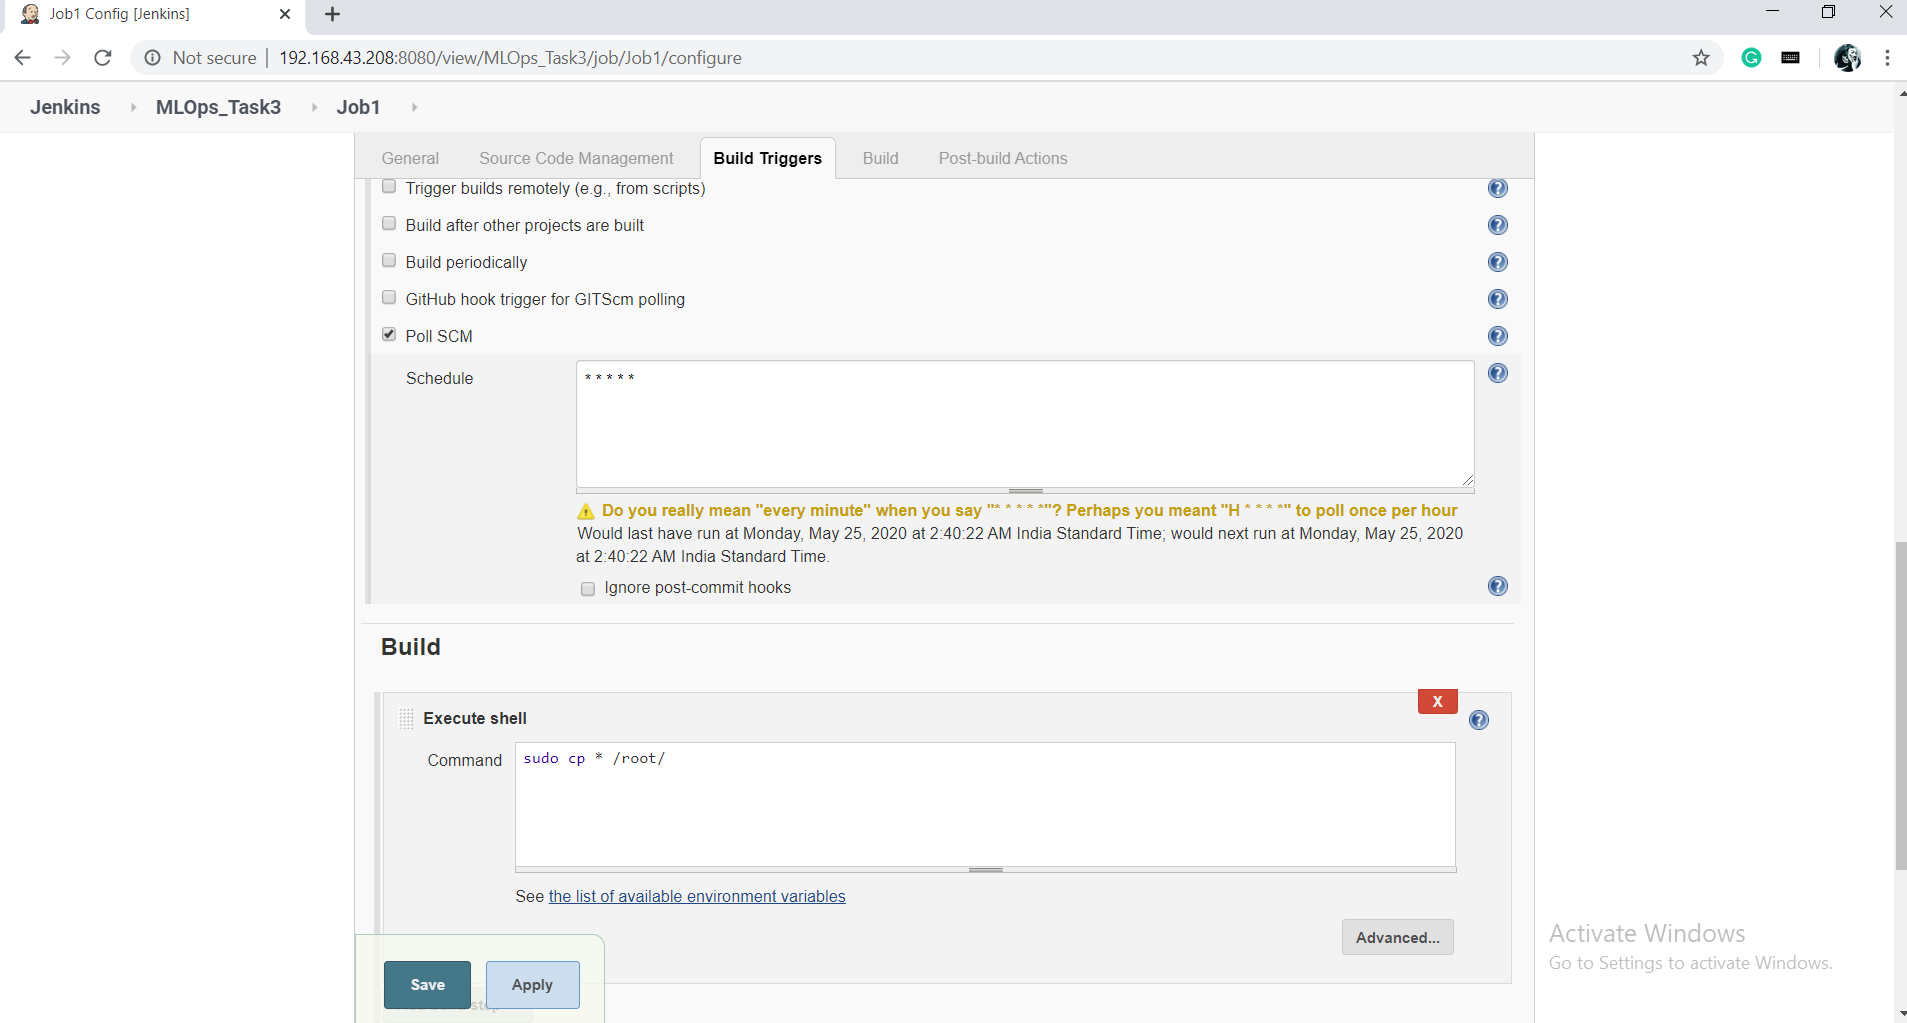 Job1 Config [Jenkins]
Not secure | 192.168.43.208:8080/view/MLOps_Task3/job/Job1/configure
Jenkins MLOps_Task3 Job1
General Source Code Management Build Triggers Build Post-build Actions
Trigger builds remotely (e.g., from scripts)
Build after other projects are built
Build periodically
GitHub hook trigger for GITScm polling
Poll SCM
Schedule
* * * * *
Do you really mean "every minute" when you say "* * * * *"? Perhaps you meant "H * * * *" to poll once per hour
Would last have run at Monday, May 25, 2020 at 2:40:22 AM India Standard Time; would next run at Monday, May 25, 2020
at 2:40:22 AM India Standard Time.
Ignore post-commit hooks
Build
X
Execute shell
Command
sudo cp * /root/
See the list of available environment variables
Advanced...
Activate Windows
Go to Settings to activate Windows.
Save Apply